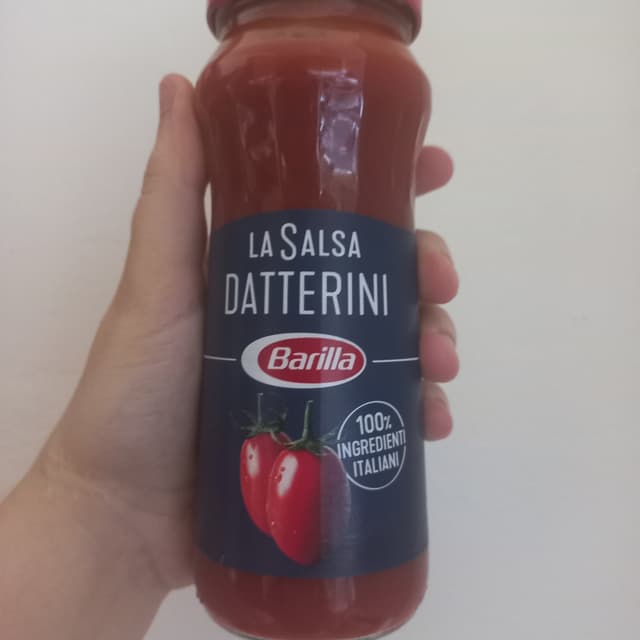 LA SALSA
DATTERINI
Barilla
100%
INGREDIENTI
ITALIANI